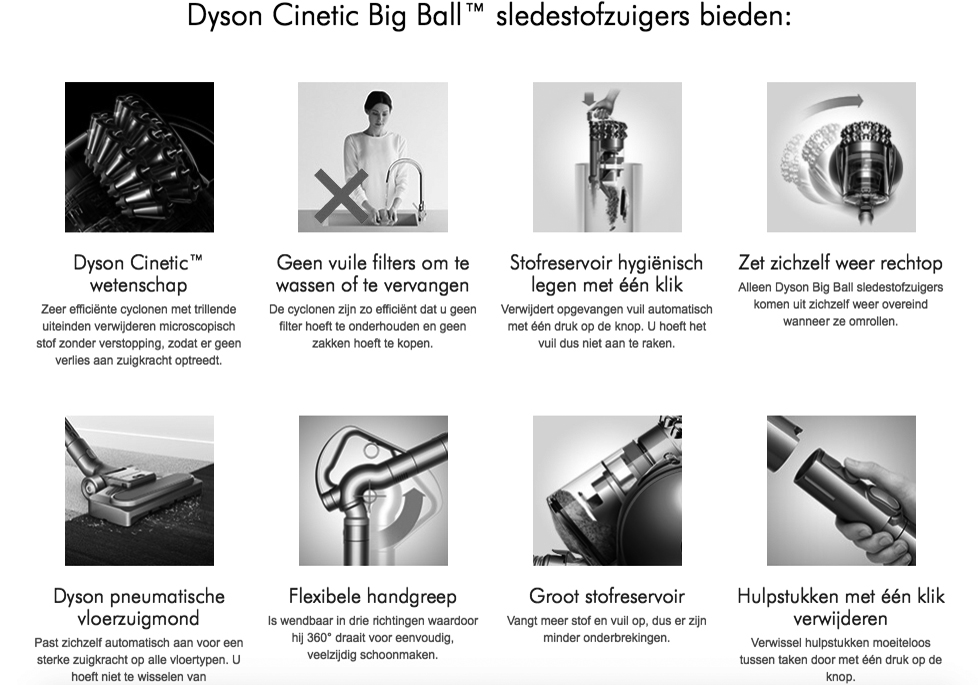 Dyson Cinetic Big Ball™ sledestofzuigers bieden:
Dyson Cinetic™
wetenschap
Zeer efficiënte cyclonen met trillende
uiteinden verwijderen microscopisch
stof zonder verstopping, zodat er geen
verlies aan zuigkracht optreedt.
Geen vuile filters om te
wassen of te vervangen
De cyclonen zijn zo efficiënt dat u geen
filter hoeft te onderhouden en geen
zakken hoeft te kopen.
Stofreservoir hygiënisch
legen met één klik
Verwijdert opgevangen vuil automatisch
met één druk op de knop. U hoeft het
vuil dus niet aan te raken.
Zet zichzelf weer rechtop
Alleen Dyson Big Ball sledestofzuigers
komen uit zichzelf weer overeind
wanneer ze omrollen.
Dyson pneumatische
vloerzuigmond
Past zichzelf automatisch aan voor een
sterke zuigkracht op alle vloertypen. U
hoeft niet te wisselen van
Flexibele handgreep
Is wendbaar in drie richtingen waardoor
hij 360° draait voor eenvoudig,
veelzijdig schoonmaken.
Groot stofreservoir
Vangt meer stof en vuil op, dus er zijn
minder onderbrekingen.
Hulpstukken met één klik
verwijderen
Verwissel hulpstukken moeiteloos
tussen taken door met één druk op de
knop.